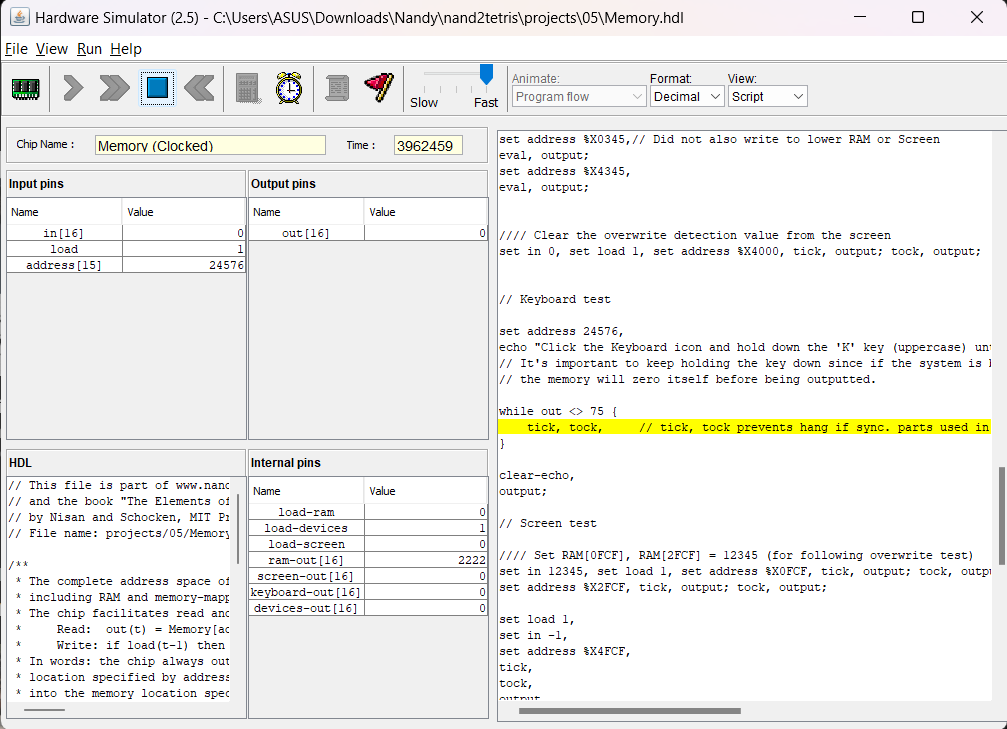 Hardware Simulator (2.5) - C:\Users\ASUS\Downloads\Nandy\nand2tetris\projects\05\Memory.hdl
File View Run Help
Slow Fast
Animate: Format: View:
Program flow Decimal Script
Chip Name : Memory (Clocked) Time : 3962459
Input pins
Name Value
in[16] 0
load 1
address[15] 24576
Output pins
Name Value
out[16] 0
HDL
// This file is part of www.nand
// and the book "The Elements of
// by Nisan and Schocken, MIT Pr
// File name: projects/05/Memory
/**
* The complete address space of
* including RAM and memory-mapp
* The chip facilitates read and
* Read: out(t) = Memory[ad
* Write: if load(t-1) then
* In words: the chip always out
* location specified by address
* into the memory location spec
Internal pins
Name Value
load-ram 0
load-devices 1
load-screen 0
ram-out[16] 2222
screen-out[16] 0
keyboard-out[16] 0
devices-out[16] 0
set address %X0345,// Did not also write to lower RAM or Screen
eval, output;
set address %X4345,
eval, output;
//// Clear the overwrite detection value from the screen
set in 0, set load 1, set address %X4000, tick, output; tock, output;
// Keyboard test
set address 24576,
echo "Click the Keyboard icon and hold down the 'K' key (uppercase) unt
// It's important to keep holding the key down since if the system is
// the memory will zero itself before being outputted.
while out <> 75 {
tick, tock, // tick, tock prevents hang if sync. parts used in
}
clear-echo,
output;
// Screen test
//// Set RAM[0FCF], RAM[2FCF] = 12345 (for following overwrite test)
set in 12345, set load 1, set address %X0FCF, tick, output; tock, outpu
set address %X2FCF, tick, output; tock, output;
set load 1,
set in -1,
set address %X4FCF,
tick,
tock,
output